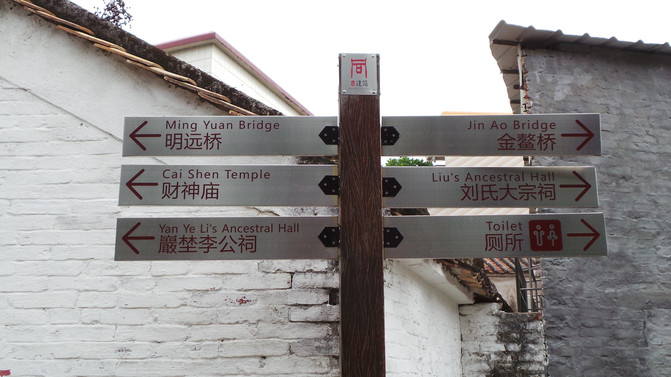 Ming Yuan Bridge
明远桥
Jin Ao Bridge
金鳌桥
Cai Shen Temple
财神庙
Liu's Ancestral Hall
刘氏大宗祠
Yan Ye Li's Ancestral Hall
巖埜李公祠
Toilet
厕所